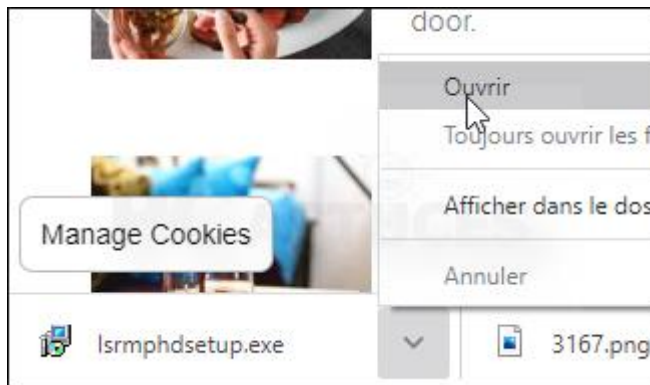 door.
Ouvrir
Toujours ouvrir les f
Afficher dans le dos
Manage Cookies
Annuler
lsrmphdsetup.exe
3167.png